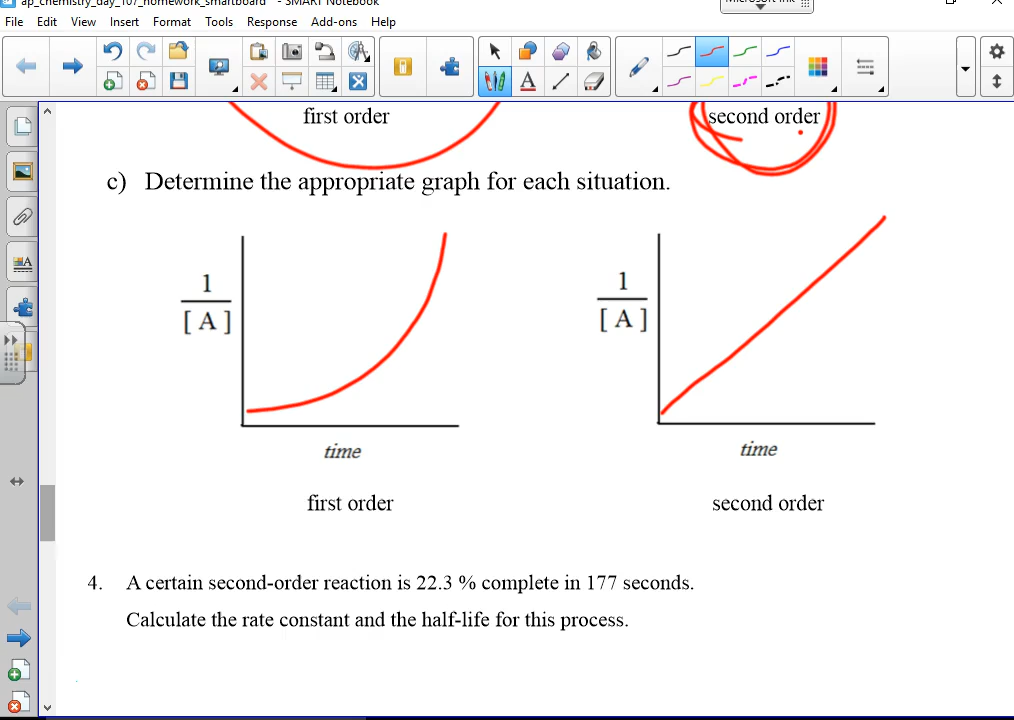 ap_chemistry_day_107_homework_smartboard - SMART Notebook
File Edit View Insert Format Tools Response Add-ons Help
A
first order second order
c) Determine the appropriate graph for each situation.
1 1
[ A ] [ A ]
time time
first order second order
4. A certain second-order reaction is 22.3 % complete in 177 seconds.
Calculate the rate constant and the half-life for this process.